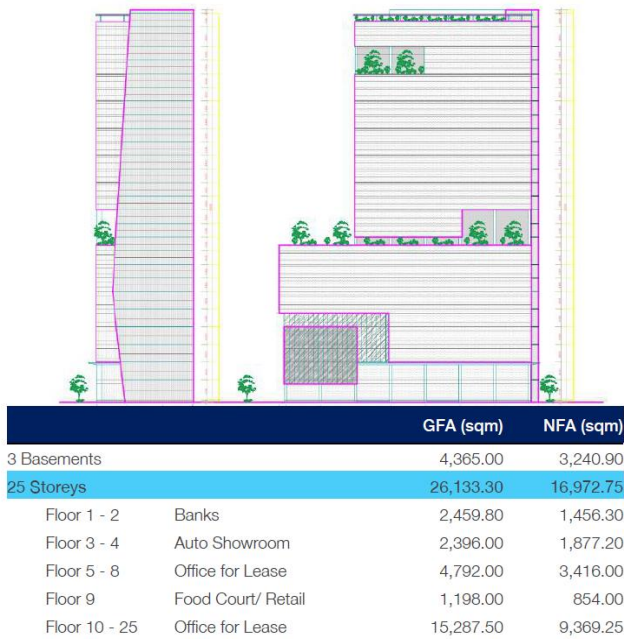 GFA (sqm) NFA (sqm)
3 Basements 4,365.00 3,240.90
25 Storeys 26,133.30 16,972.75
Floor 1 - 2 Banks 2,459.80 1,456.30
Floor 3 - 4 Auto Showroom 2,396.00 1,877.20
Floor 5 - 8 Office for Lease 4,792.00 3,416.00
Floor 9 Food Court/ Retail 1,198.00 854.00
Floor 10 - 25 Office for Lease 15,287.50 9,369.25